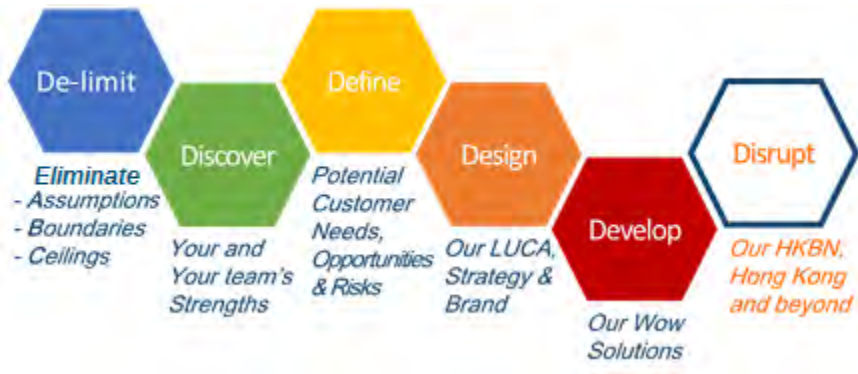 De-limit
Eliminate
- Assumptions
- Boundaries
- Ceilings
Discover
Your and
Your team's
Strengths
Define
Potential
Customer
Needs,
Opportunities
& Risks
Design
Our LUCA,
Strategy &
Brand
Develop
Our Wow
Solutions
Disrupt
Our HKBN,
Hong Kong
and beyond